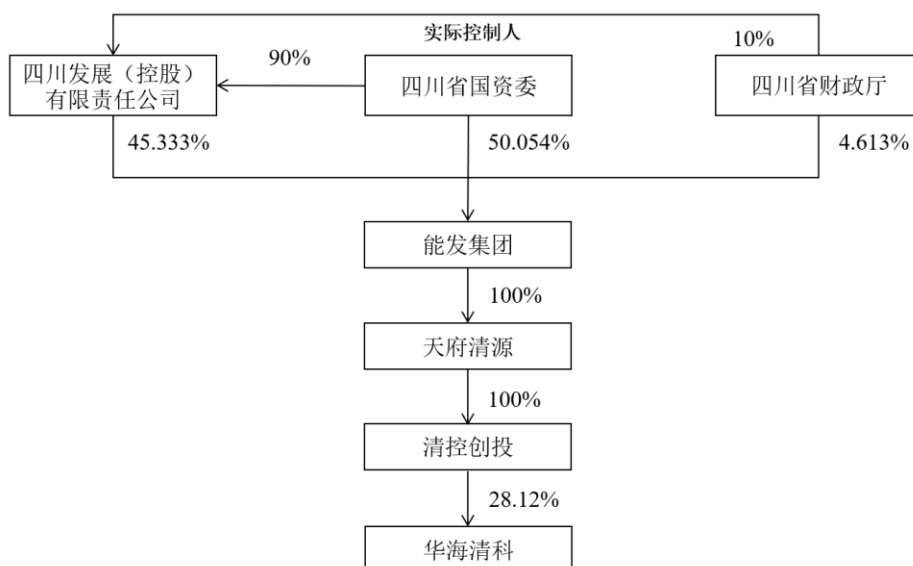 实际控制人
10%
90%
四川发展（控股）
有限责任公司
四川省国资委
四川省财政厅
45.333%
50.054%
4.613%
能发集团
100%
天府清源
100%
清控创投
28.12%
华海清科